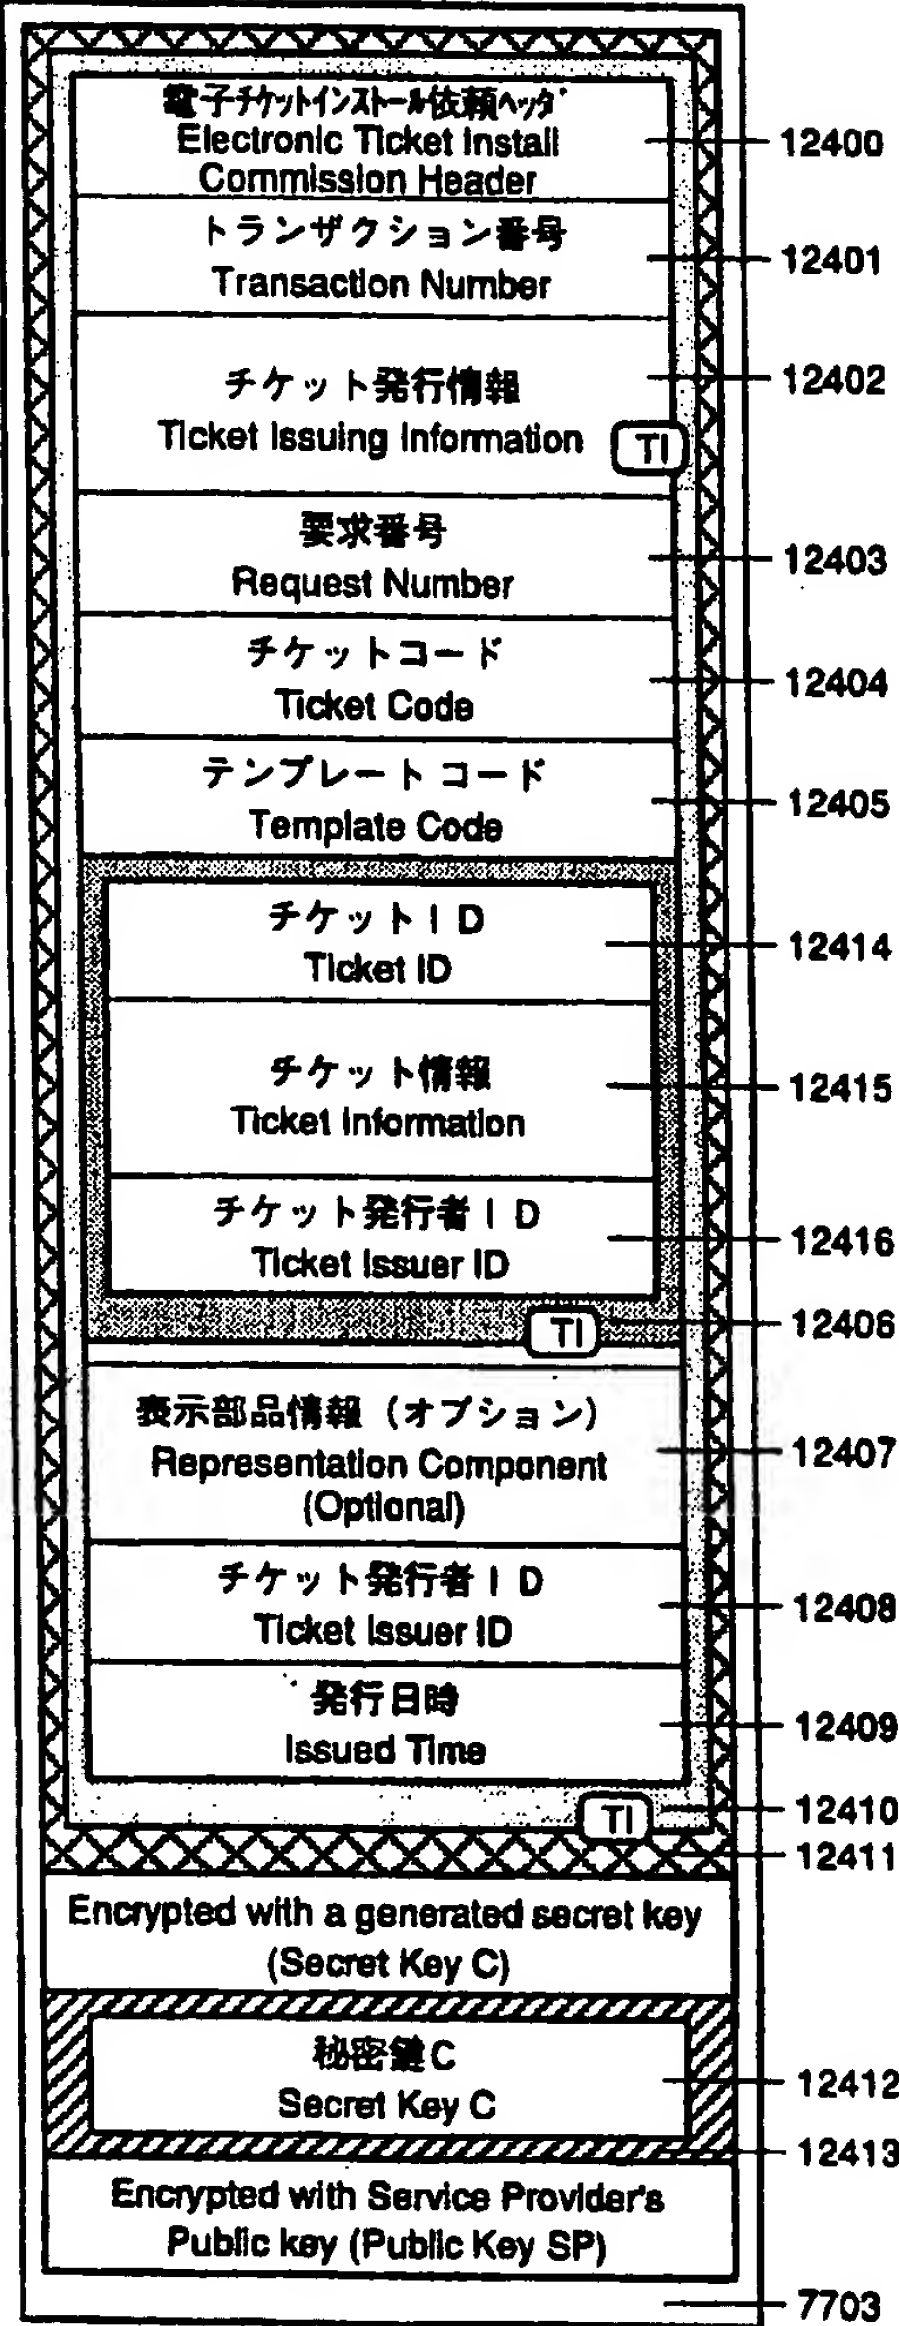 電子チケットインストール依頼ヘッダ
Electronic Ticket Install
Commission Header
12400
トランザクション番号
Transaction Number
12401
チケット発行情報
Ticket Issuing Information
TI
12402
要求番号
Request Number
12403
チケットコード
Ticket Code
12404
テンプレートコード
Template Code
12405
チケットID
Ticket ID
12414
チケット情報
Ticket Information
12415
チケット発行者ID
Ticket Issuer ID
12416
TI
12406
表示部品情報（オプション）
Representation Component
(Optional)
12407
チケット発行者ID
Ticket Issuer ID
12408
発行日時
Issued Time
12409
TI
12410
12411
Encrypted with a generated secret key
(Secret Key C)
秘密鍵C
Secret Key C
12412
12413
Encrypted with Service Provider's
Public key (Public Key SP)
7703